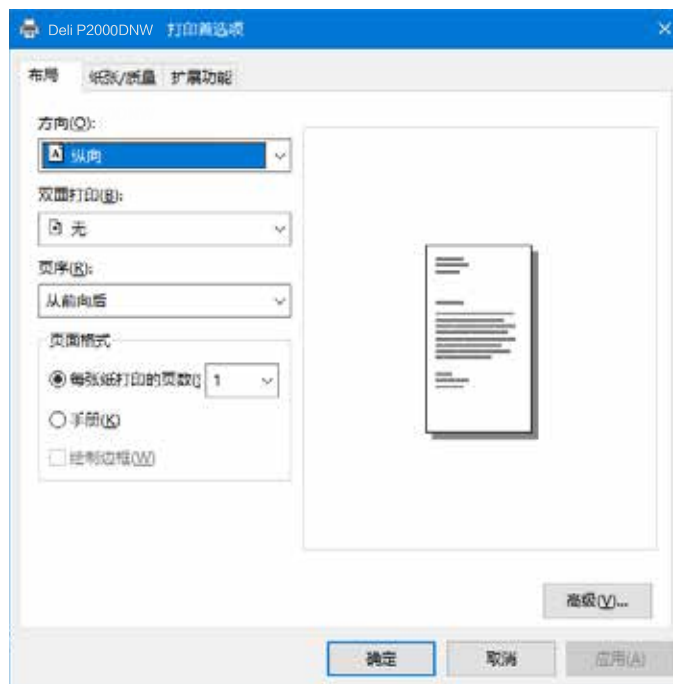 Deli P2000DNW 打印首选项
布局 纸张/质量 扩展功能
方向(O):
纵向
双面打印(B):
无
页序(R):
从前向后
页面格式
每张纸打印的页数(
1
手册(K)
绘制边框(W)
高级(V)...
确定 取消 应用(A)